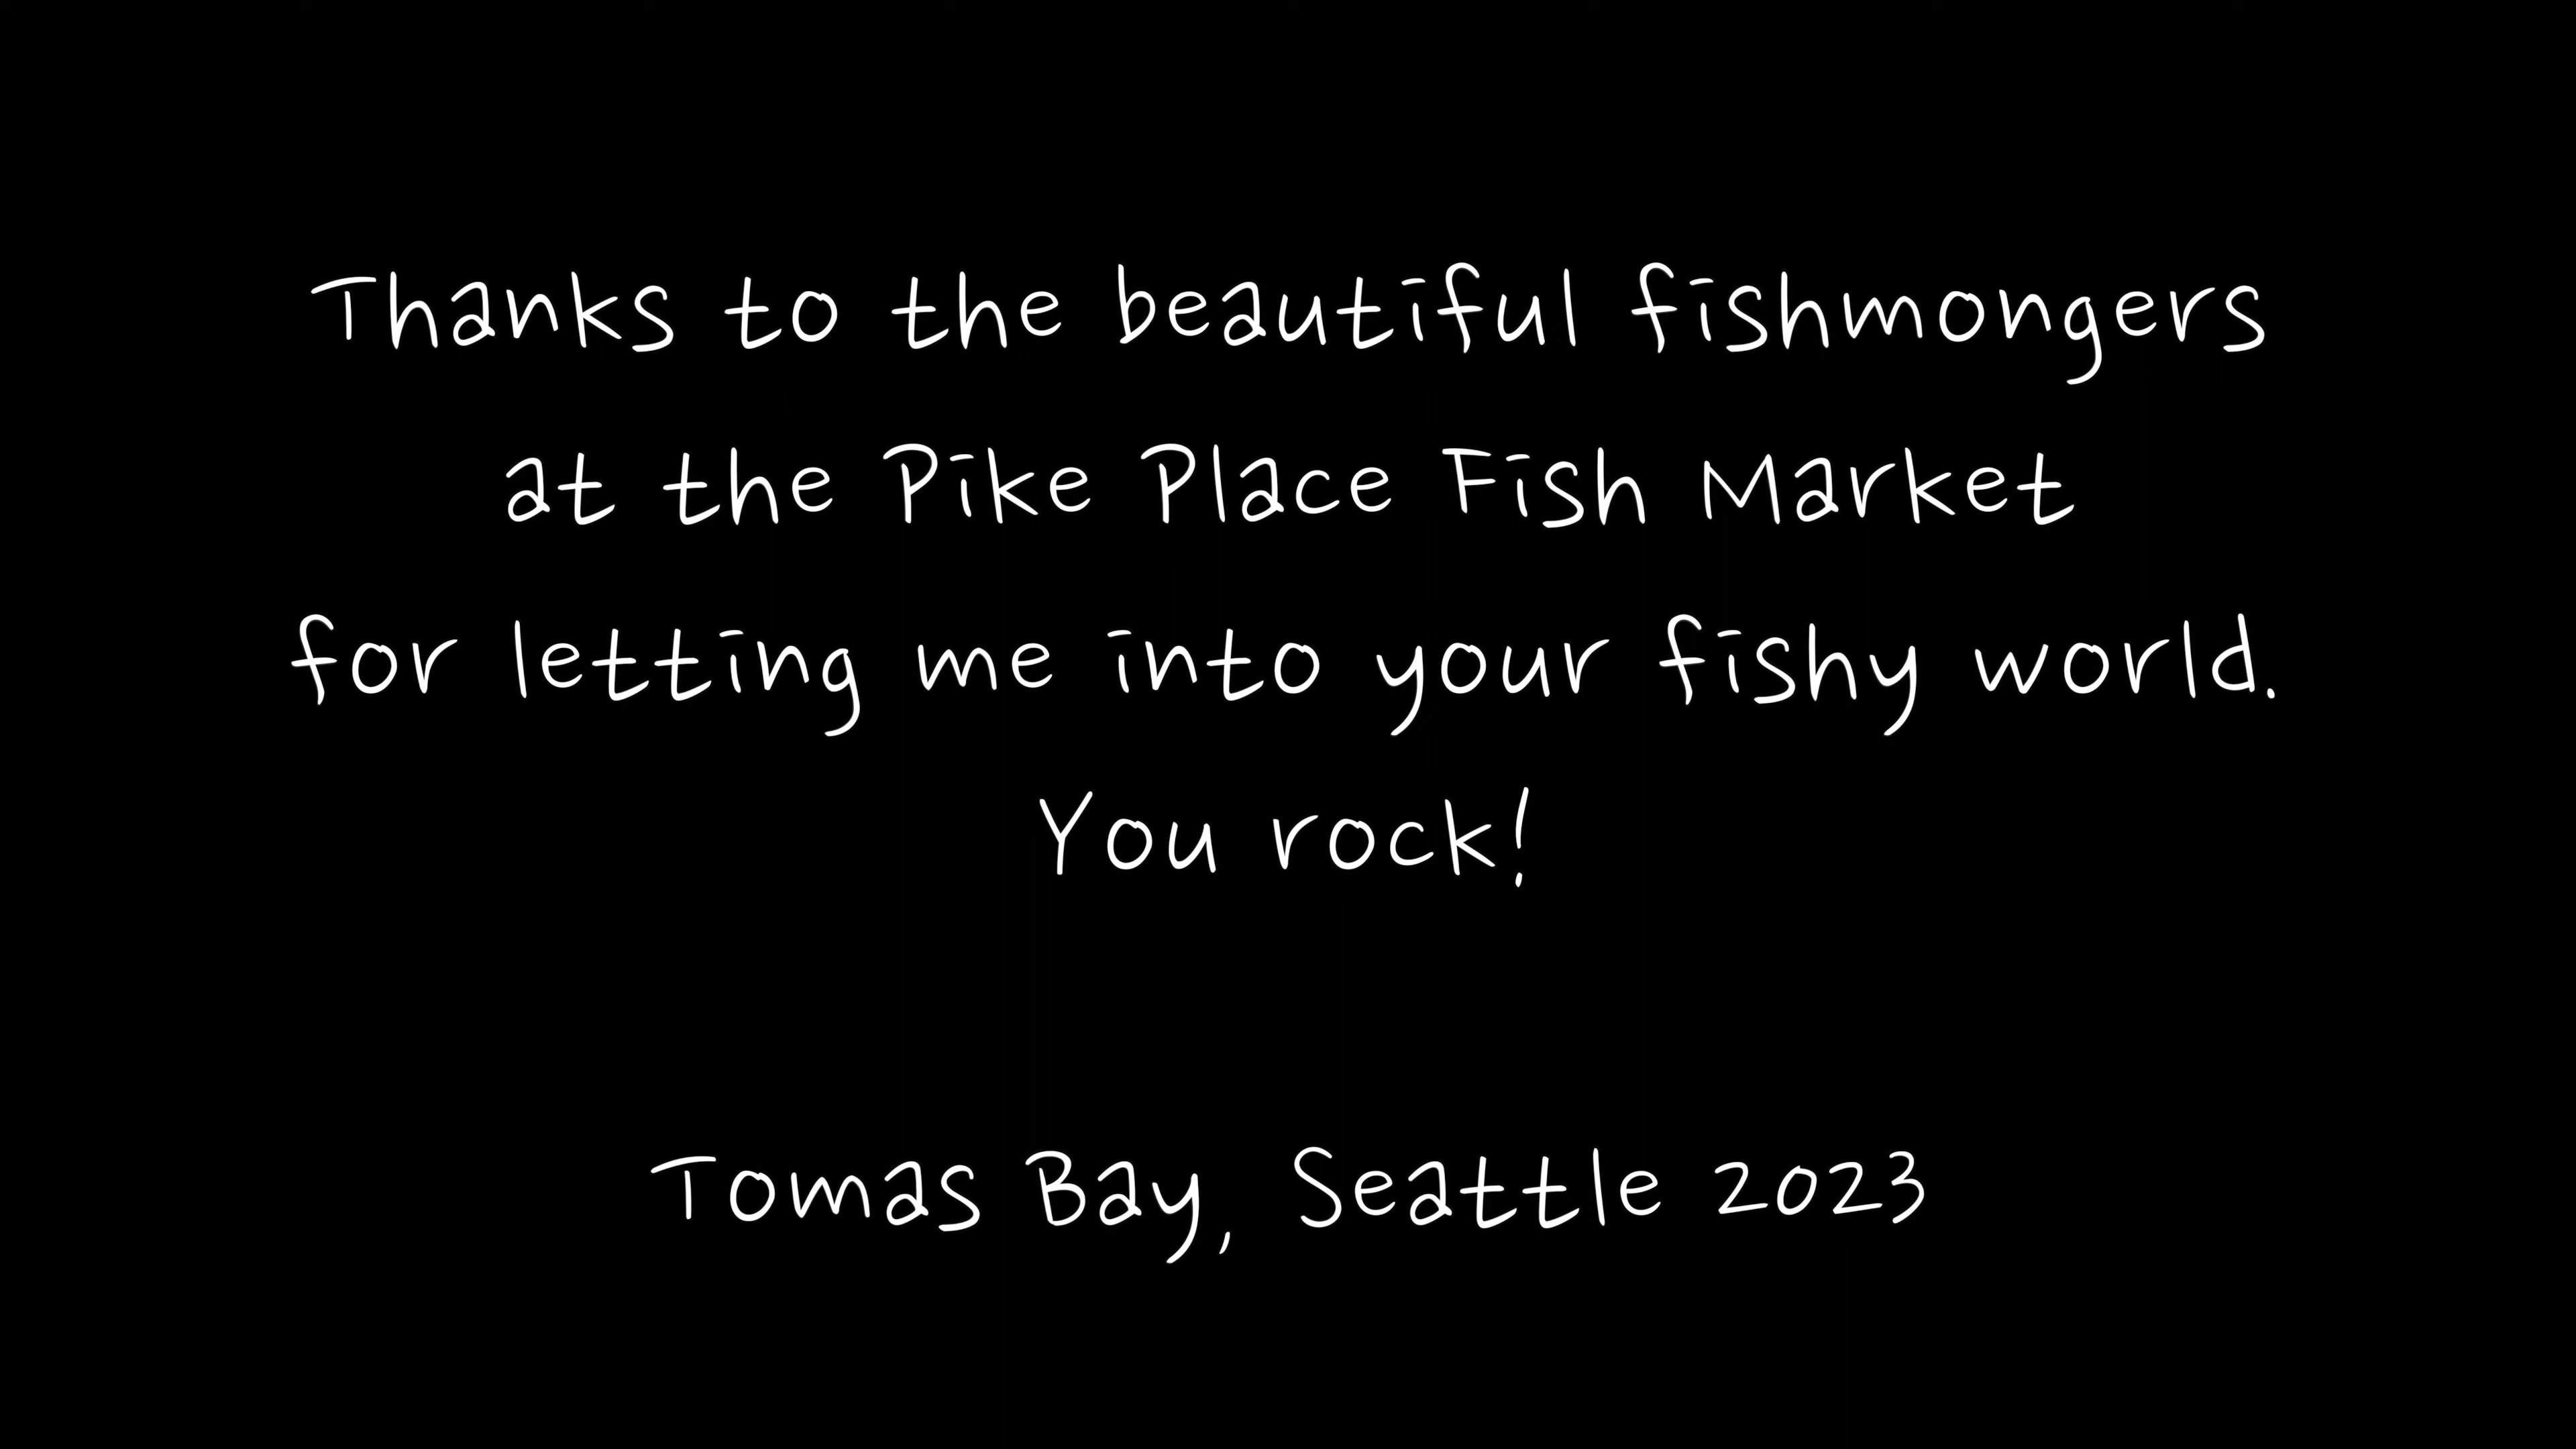 Thanks to the beautiful fishmongers
at the Pike Place Fish Market
for letting me into your fishy world.
You rock!
Tomas Bay, Seattle 2023